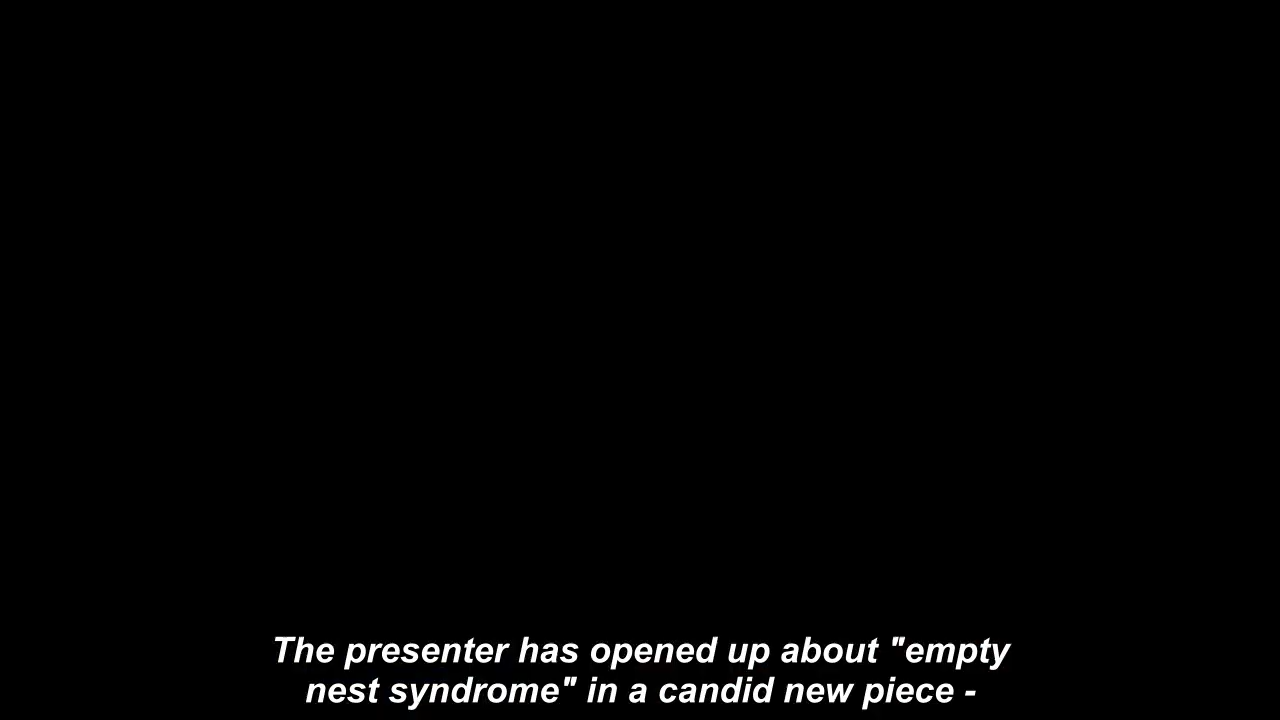 The presenter has opened up about "empty
nest syndrome" in a candid new piece -